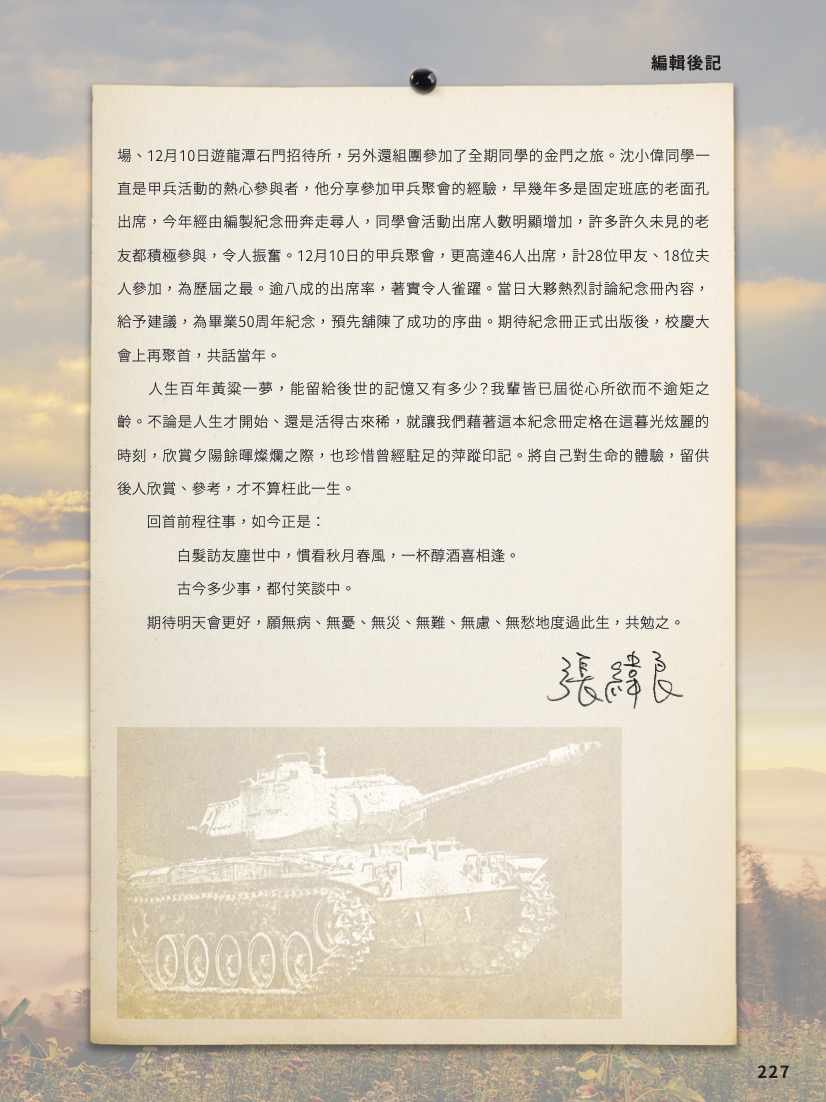 編輯後記
場、12月10日遊龍潭石門招待所，另外還組團參加了全期同學的金門之旅。沈小偉同學一
直是甲兵活動的熱心參與者，他分享參加甲兵聚會的經驗，早幾年多是固定班底的老面孔
出席，今年經由編製紀念冊奔走尋人，同學會活動出席人數明顯增加，許多許久未見的老
友都積極參與，令人振奮。12月10日的甲兵聚會，更高達46人出席，計28位甲友、18位夫
人參加，為歷屆之最。逾八成的出席率，著實令人雀躍。當日大夥熱烈討論紀念冊內容，
給予建議，為畢業50周年紀念，預先舖陳了成功的序曲。期待紀念冊正式出版後，校慶大
會上再聚首，共話當年。
人生百年黃粱一夢，能留給後世的記憶又有多少？我輩皆已屆從心所欲而不逾矩之
齡。不論是人生才開始、還是活得古來稀，就讓我們藉著這本紀念冊定格在這暮光炫麗的
時刻，欣賞夕陽餘暉燦爛之際，也珍惜曾經駐足的萍蹤印記。將自己對生命的體驗，留供
後人欣賞、參考，才不算枉此一生。
回首前程往事，如今正是：
白髮訪友塵世中，慣看秋月春風，一杯醇酒喜相逢。
古今多少事，都付笑談中。
期待明天會更好，願無病、無憂、無災、無難、無慮、無愁地度過此生，共勉之。
張緯良
227